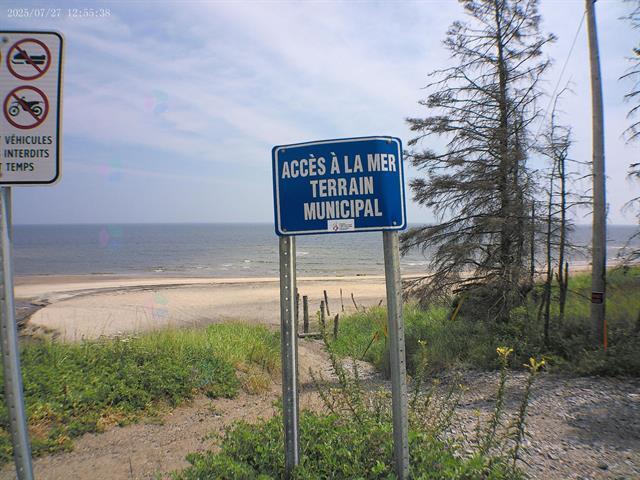 2025/07/27 12:55:38
VÉHICULES
INTERDITS
TEMPS
ACCÈS À LA MER
TERRAIN
MUNICIPAL